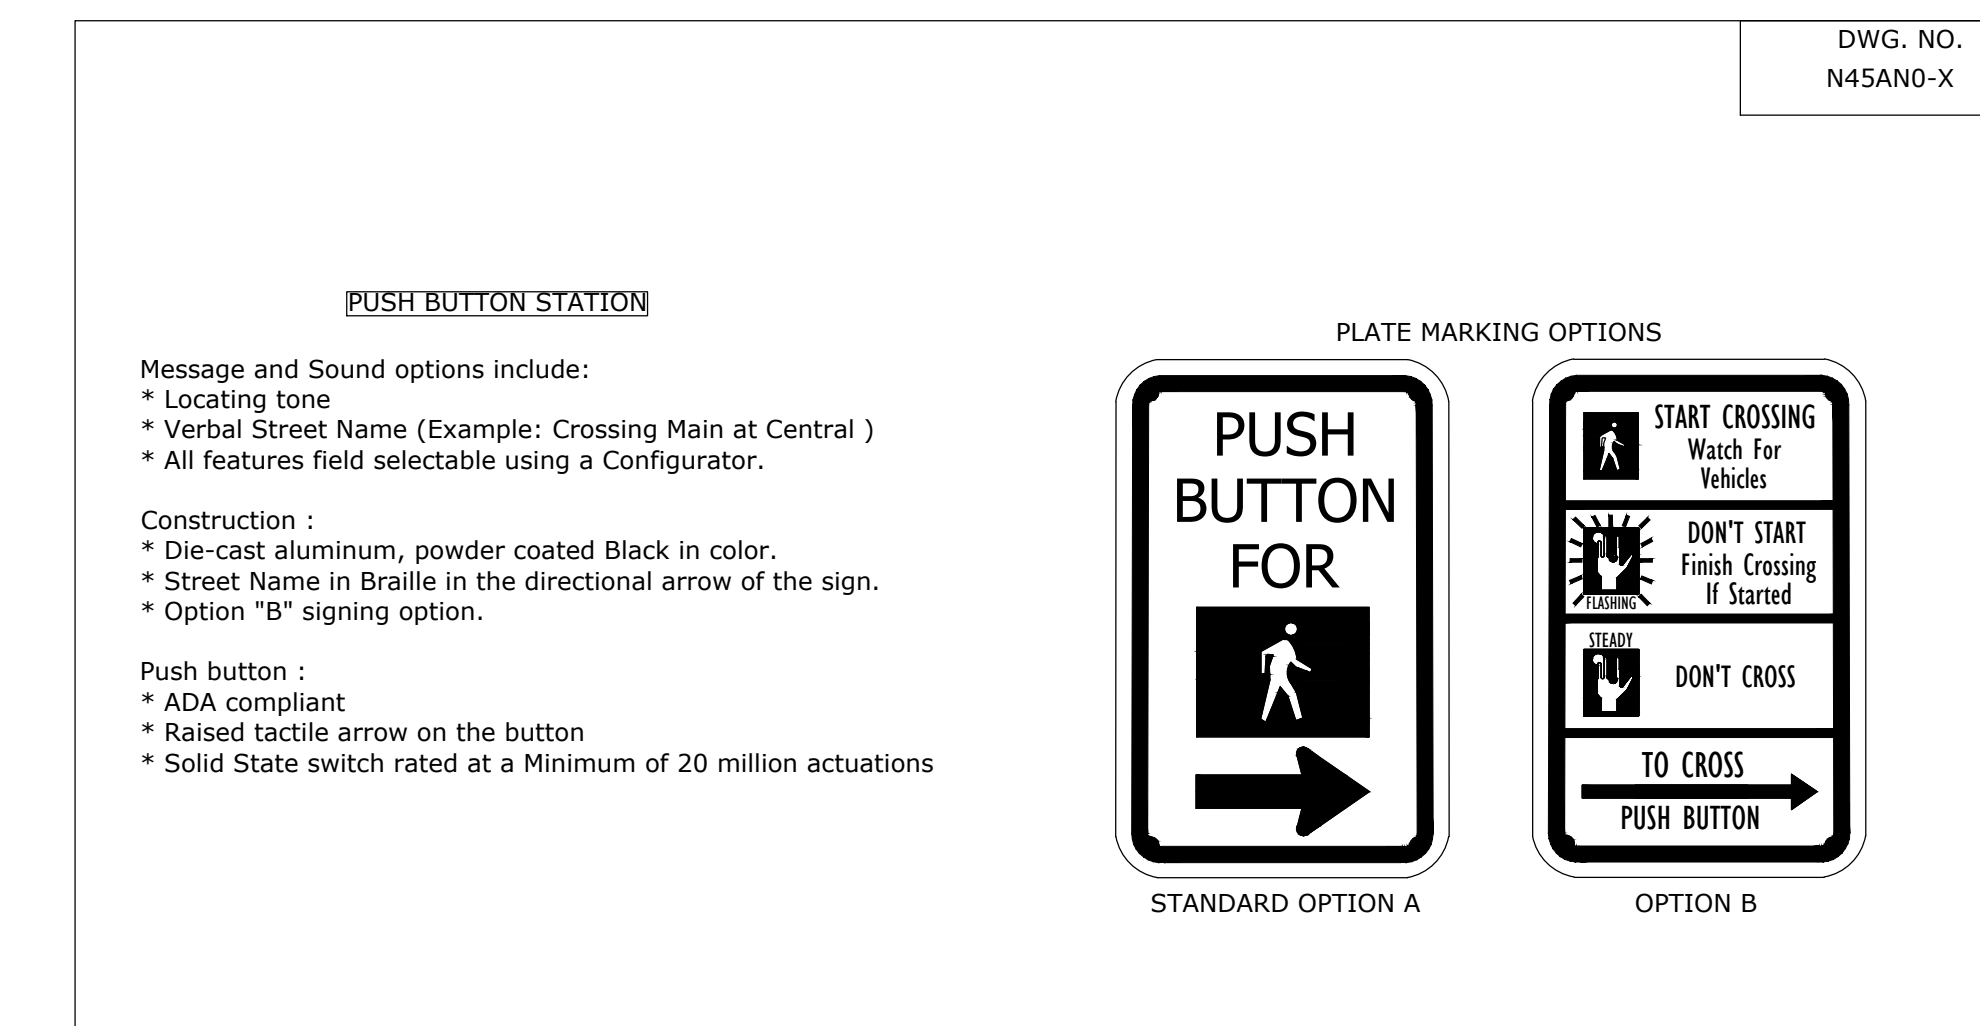 DWG. NO.
N45AN0-X
PUSH BUTTON STATION
Message and Sound options include:
* Locating tone
* Verbal Street Name (Example: Crossing Main at Central )
* All features field selectable using a Configurator.
Construction :
* Die-cast aluminum, powder coated Black in color.
* Street Name in Braille in the directional arrow of the sign.
* Option "B" signing option.
Push button :
* ADA compliant
* Raised tactile arrow on the button
* Solid State switch rated at a Minimum of 20 million actuations
PLATE MARKING OPTIONS
PUSH
BUTTON
FOR
STANDARD OPTION A
START CROSSING
Watch For
Vehicles
DON'T START
Finish Crossing
If Started
FLASHING
STEADY
DON'T CROSS
TO CROSS
PUSH BUTTON
OPTION B